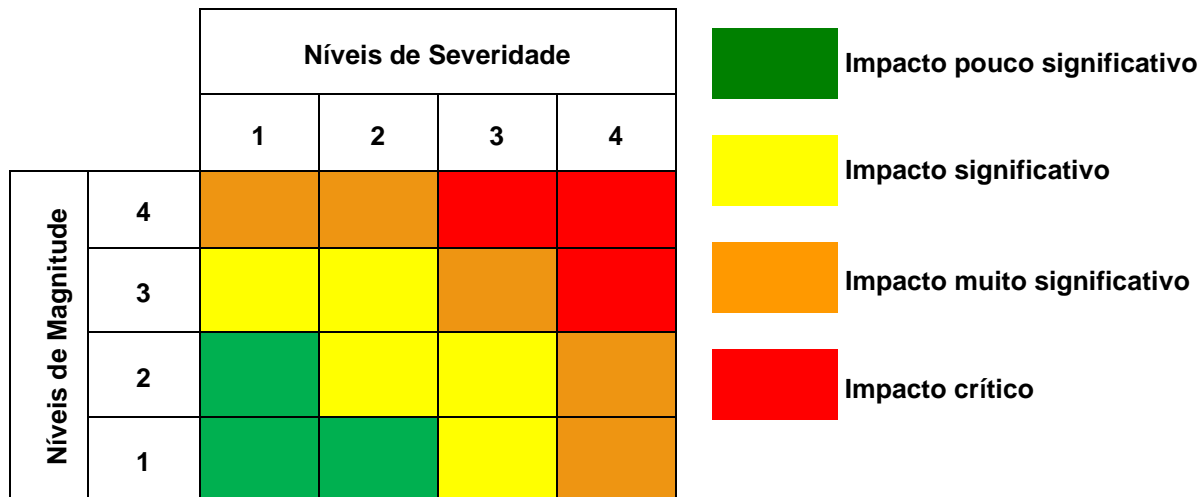 Níveis de Severidade
1 2 3 4
Níveis de Magnitude
4
3
2
1
Impacto pouco significativo
Impacto significativo
Impacto muito significativo
Impacto crítico